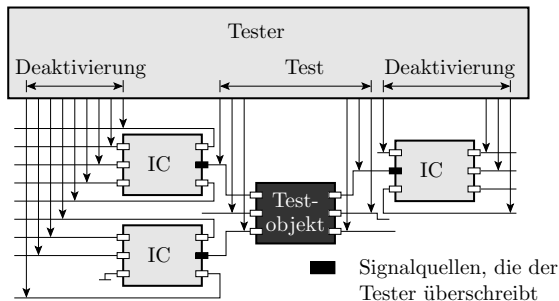 Tester
Deaktivierung
Test
Deaktivierung
IC
IC
Test-
objekt
IC
Signalquellen, die der
Tester überschreibt